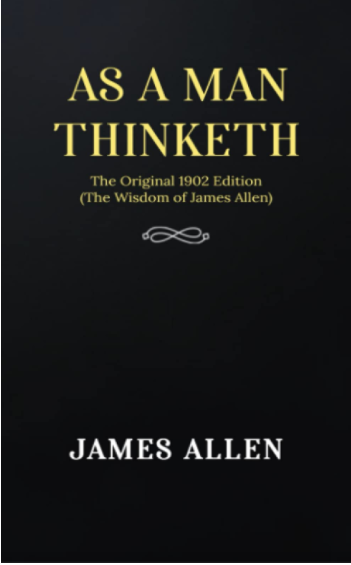 AS A MAN
THINKETH
The Original 1902 Edition
(The Wisdom of James Allen)
JAMES ALLEN